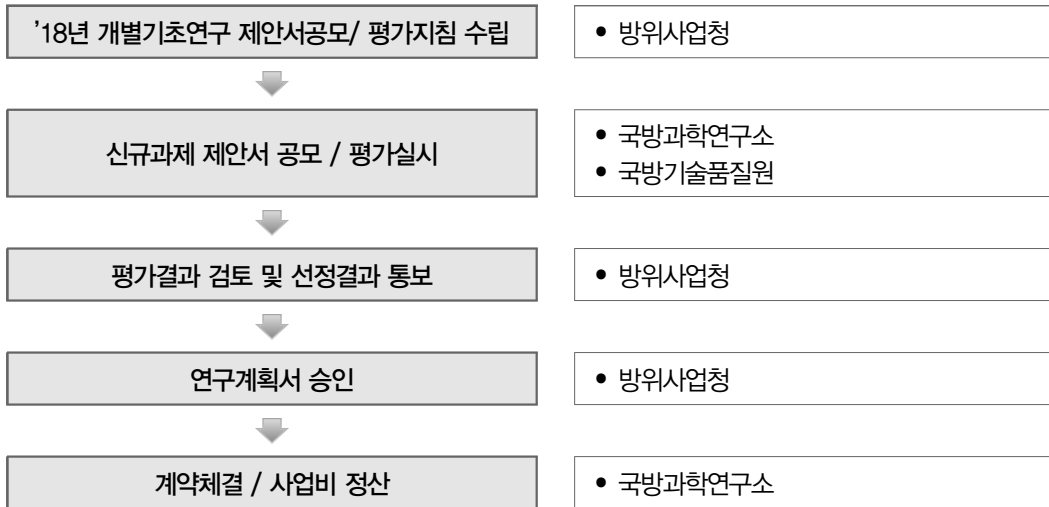 ’18년 개별기초연구 제안서공모/ 평가지침 수립
• 방위사업청
신규과제 제안서 공모 / 평가실시
• 국방과학연구소
• 국방기술품질원
평가결과 검토 및 선정결과 통보
• 방위사업청
연구계획서 승인
• 방위사업청
계약체결 / 사업비 정산
• 국방과학연구소